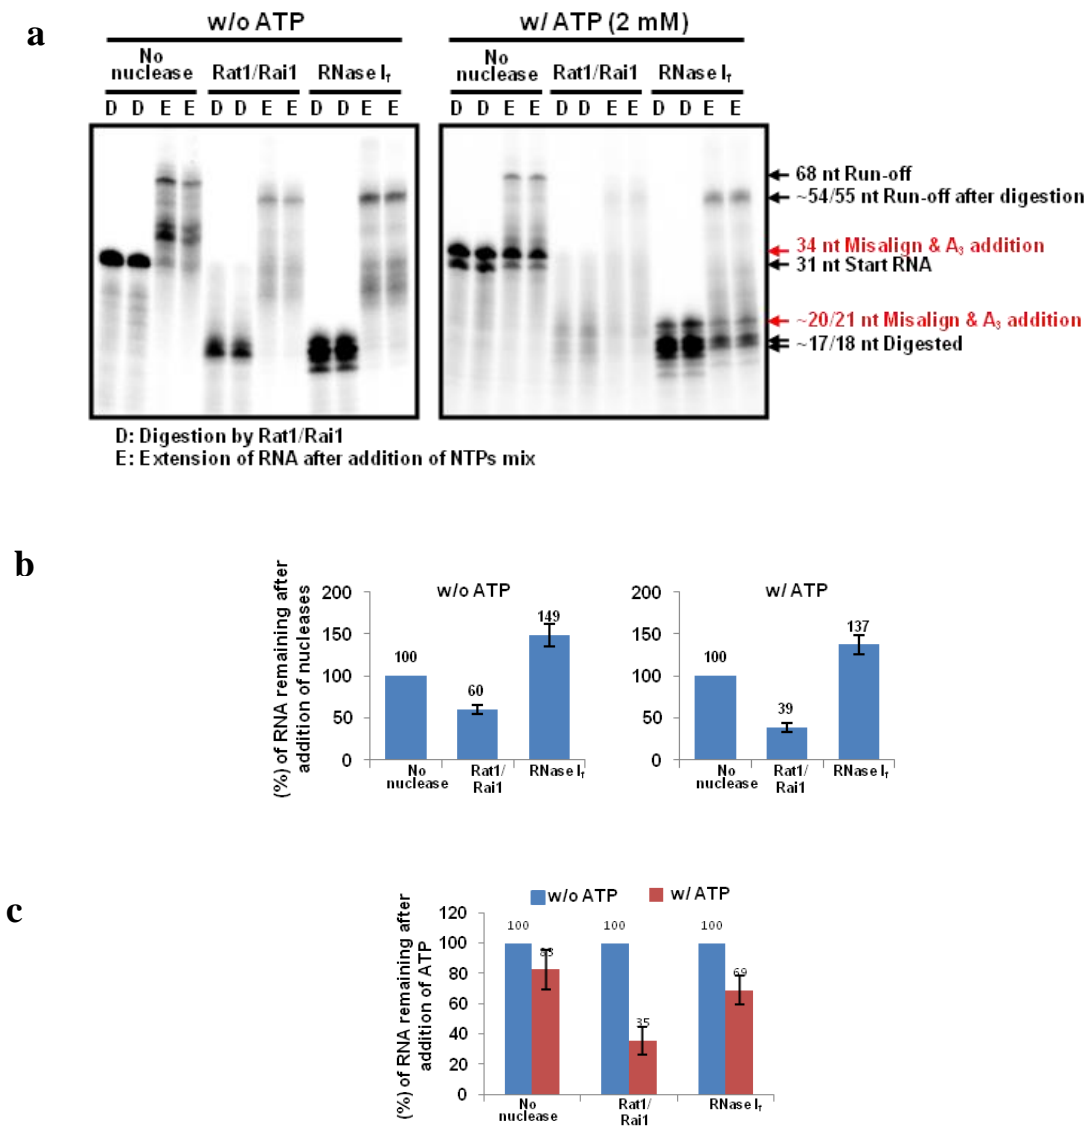 a
w/o ATP
w/ ATP (2 mM)
No nuclease
Rat1/Rai1
RNase If
No nuclease
Rat1/Rai1
RNase If
D D E E D D E E D D E E
D D E E D D E E D D E E
68 nt Run-off
~54/55 nt Run-off after digestion
34 nt Misalign & A3 addition
31 nt Start RNA
~20/21 nt Misalign & A3 addition
~17/18 nt Digested
D: Digestion by Rat1/Rai1
E: Extension of RNA after addition of NTPs mix
b
(%) of RNA remaining after
addition of nucleases
w/o ATP
200
150
100
50
0
100
60
149
No
nuclease
Rat1/
Rai1
RNase If
w/ ATP
200
150
100
50
0
100
39
137
No
nuclease
Rat1/
Rai1
RNase If
c
w/o ATP
w/ ATP
(%) of RNA remaining after
addition of ATP
120
100
80
60
40
20
0
100
83
100
35
100
69
No
nuclease
Rat1/
Rai1
RNase If